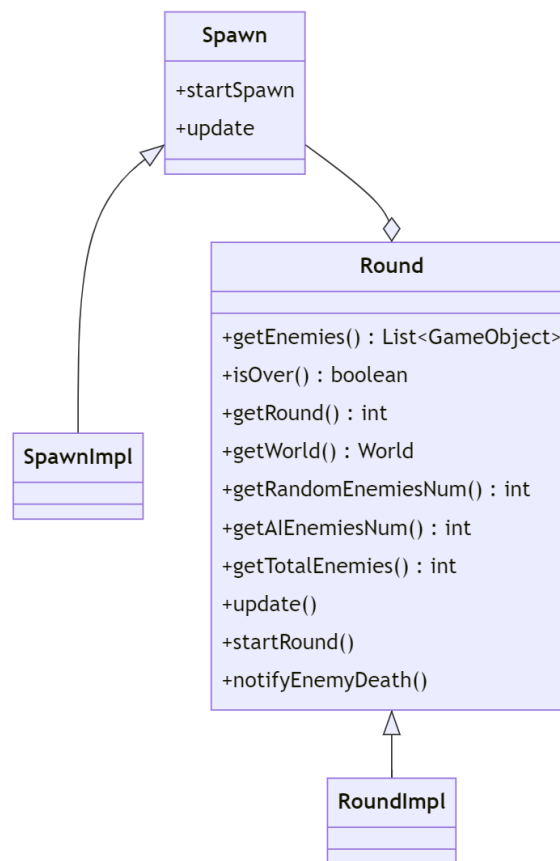 Spawn
+startSpawn
+update
Round
+getEnemies() : List<GameObject>
+isOver() : boolean
+getRound() : int
+getWorld() : World
+getRandomEnemiesNum() : int
+getAIEnemiesNum() : int
+getTotalEnemies() : int
+update()
+startRound()
+notifyEnemyDeath()
SpawnImpl
RoundImpl